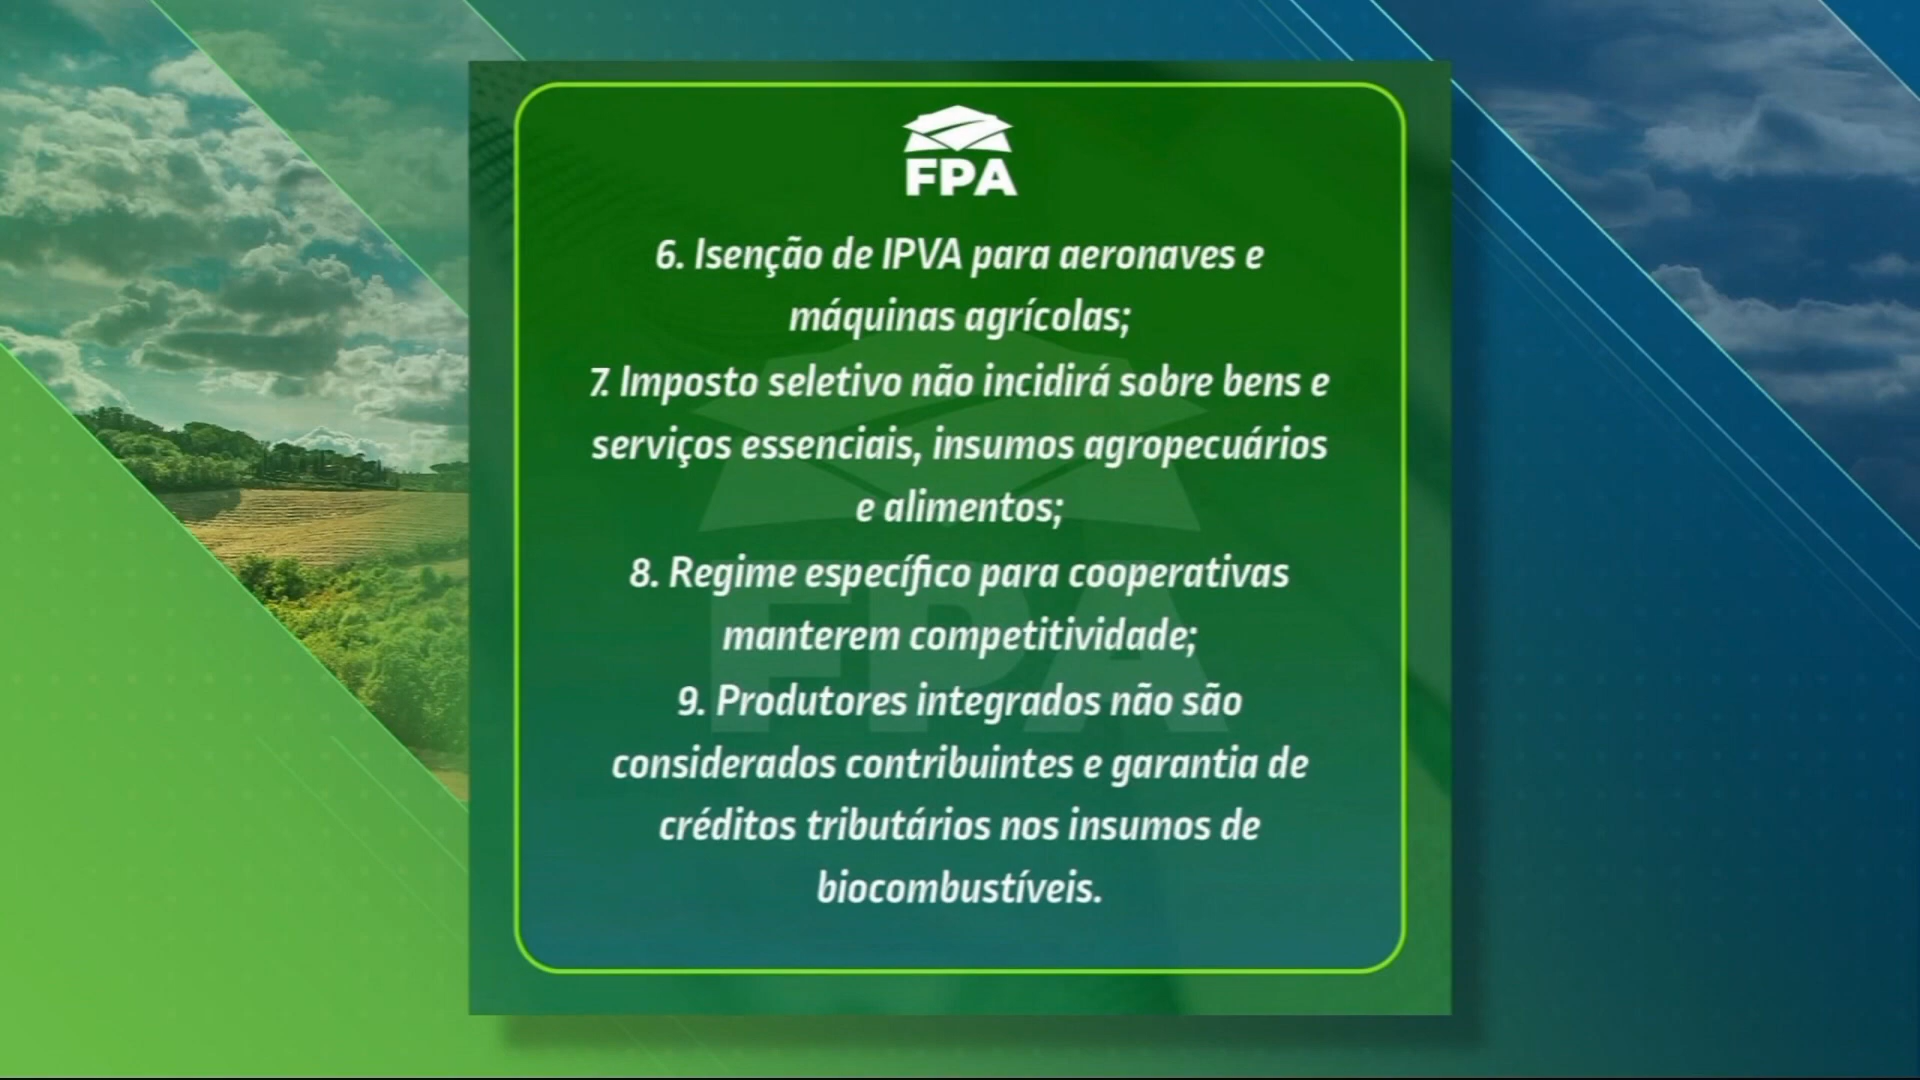 FPA
6. Isenção de IPVA para aeronaves e
máquinas agrícolas;
7. Imposto seletivo não incidirá sobre bens e
serviços essenciais, insumos agropecuários
e alimentos;
8. Regime específico para cooperativas
manterem competitividade;
9. Produtores integrados não são
considerados contribuintes e garantia de
créditos tributários nos insumos de
biocombustíveis.
FPA